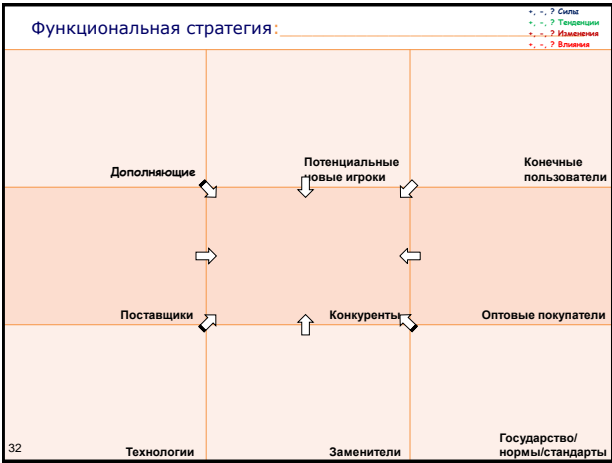 Функциональная стратегия:
+, -, ? Силы
+, -, ? Тенденции
+, -, ? Изменения
+, -, ? Влияния
Дополняющие
Потенциальные
новые игроки
Конечные
пользователи
Поставщики
Конкуренты
Оптовые покупатели
Технологии
Заменители
Государство/
нормы/стандарты
32